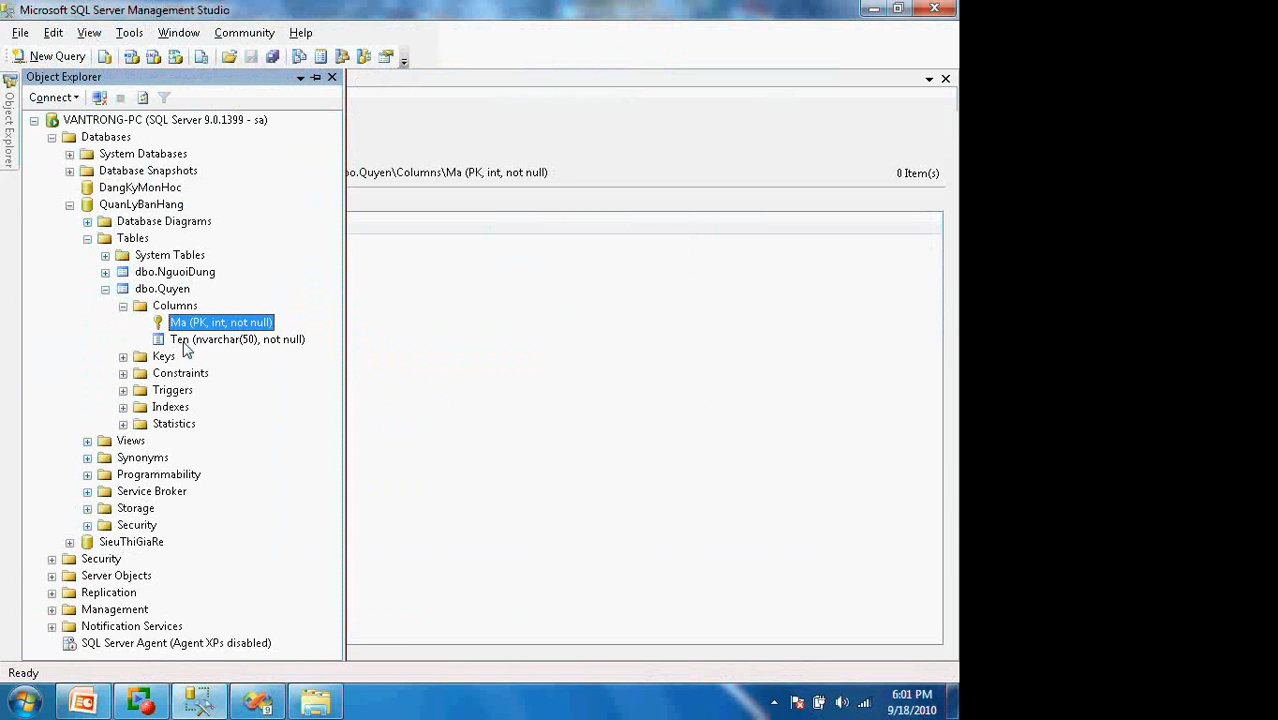 Microsoft SQL Server Management Studio
File Edit View Tools Window Community Help
New Query
Object Explorer
Object Explorer
Connect
VANTRONG-PC (SQL Server 9.0.1399 - sa)
Databases
System Databases
Database Snapshots
bo.Quyen\Columns\Ma (PK, int, not null) 0 Item(s)
DangKyMonHoc
QuanLyBanHang
Database Diagrams
Tables
System Tables
dbo.NguoiDung
dbo.Quyen
Columns
Ma (PK, int, not null)
Ten (nvarchar(50), not null)
Keys
Constraints
Triggers
Indexes
Statistics
Views
Synonyms
Programmability
Service Broker
Storage
Security
SieuThiGiaRe
Security
Server Objects
Replication
Management
Notification Services
SQL Server Agent (Agent XPs disabled)
Ready
6:01 PM
9/18/2010